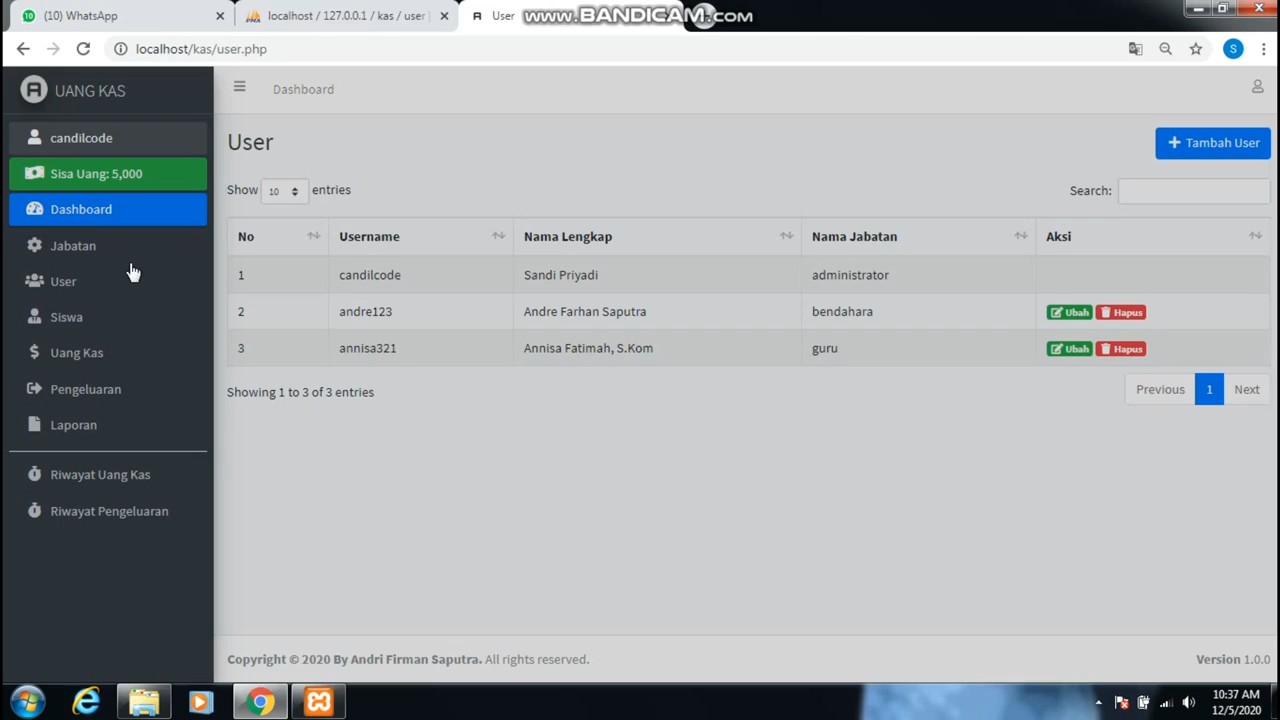 (10) WhatsApp
localhost / 127.0.0.1 / kas / user
User
www.BANDICAM.com
localhost/kas/user.php
S
UANG KAS
Dashboard
candilcode
User
Tambah User
Sisa Uang: 5,000
Show 10 entries
Search:
Dashboard
No Username Nama Lengkap Nama Jabatan Aksi
Jabatan
1 candilcode Sandi Priyadi administrator
User
2 andre123 Andre Farhan Saputra bendahara Ubah Hapus
Siswa
3 annisa321 Annisa Fatimah, S.Kom guru Ubah Hapus
Uang Kas
Showing 1 to 3 of 3 entries
Previous 1 Next
Pengeluaran
Laporan
Riwayat Uang Kas
Riwayat Pengeluaran
Copyright © 2020 By Andri Firman Saputra. All rights reserved.
Version 1.0.0
10:37 AM
12/5/2020